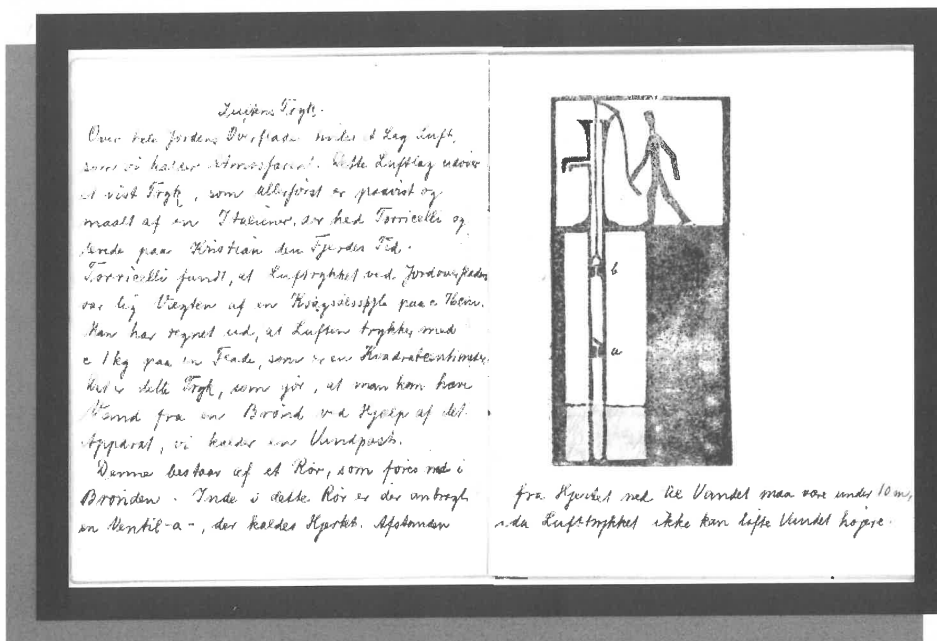 Luftens Tryk.
Over hele Jordens Overflade hviler et Lag Luft,
som vi kalder Atmosfæren. Dette Luftlag udøver
et vist Tryk, som allerførst er paavist og
maalt af en Italiener, der hed Torricelli og
levede paa Kristian den Fjerdes Tid.
Torricelli fandt, at Lufttrykket ved Jordoverfladen
var lig Vægten af en Kviksølvssøjle paa c
Man har regnet ud, at Luften trykker med
c 1 kg paa en Flade, som er en Kvadratcentimeter.
Det er dette Tryk, som gør, at man kan hæve
Vand fra en Brønd ved Hjælp af det
Apparat, vi kalder en Vandpost.
Denne bestaar af et Rør, som føres ned i
Brønden. Inde i dette Rør er der anbragt
en Ventil -a-, der kaldes Hjertet. Afstanden
b
a
fra Hjertet ned til Vandet maa være under 10 m,
da Lufttrykket ikke kan løfte Vandet højere.